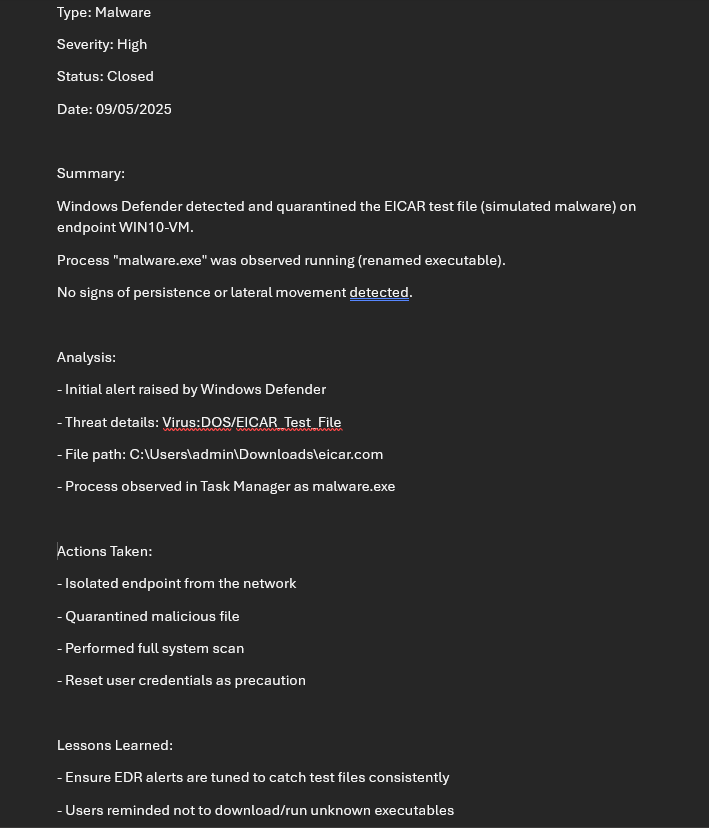 Type: Malware
Severity: High
Status: Closed
Date: 09/05/2025
Summary:
Windows Defender detected and quarantined the EICAR test file (simulated malware) on
endpoint WIN10-VM.
Process "malware.exe" was observed running (renamed executable).
No signs of persistence or lateral movement detected.
Analysis:
- Initial alert raised by Windows Defender
- Threat details: Virus:DOS/EICAR_Test_File
- File path: C:\Users\admin\Downloads\eicar.com
- Process observed in Task Manager as malware.exe
Actions Taken:
- Isolated endpoint from the network
- Quarantined malicious file
- Performed full system scan
- Reset user credentials as precaution
Lessons Learned:
- Ensure EDR alerts are tuned to catch test files consistently
- Users reminded not to download/run unknown executables